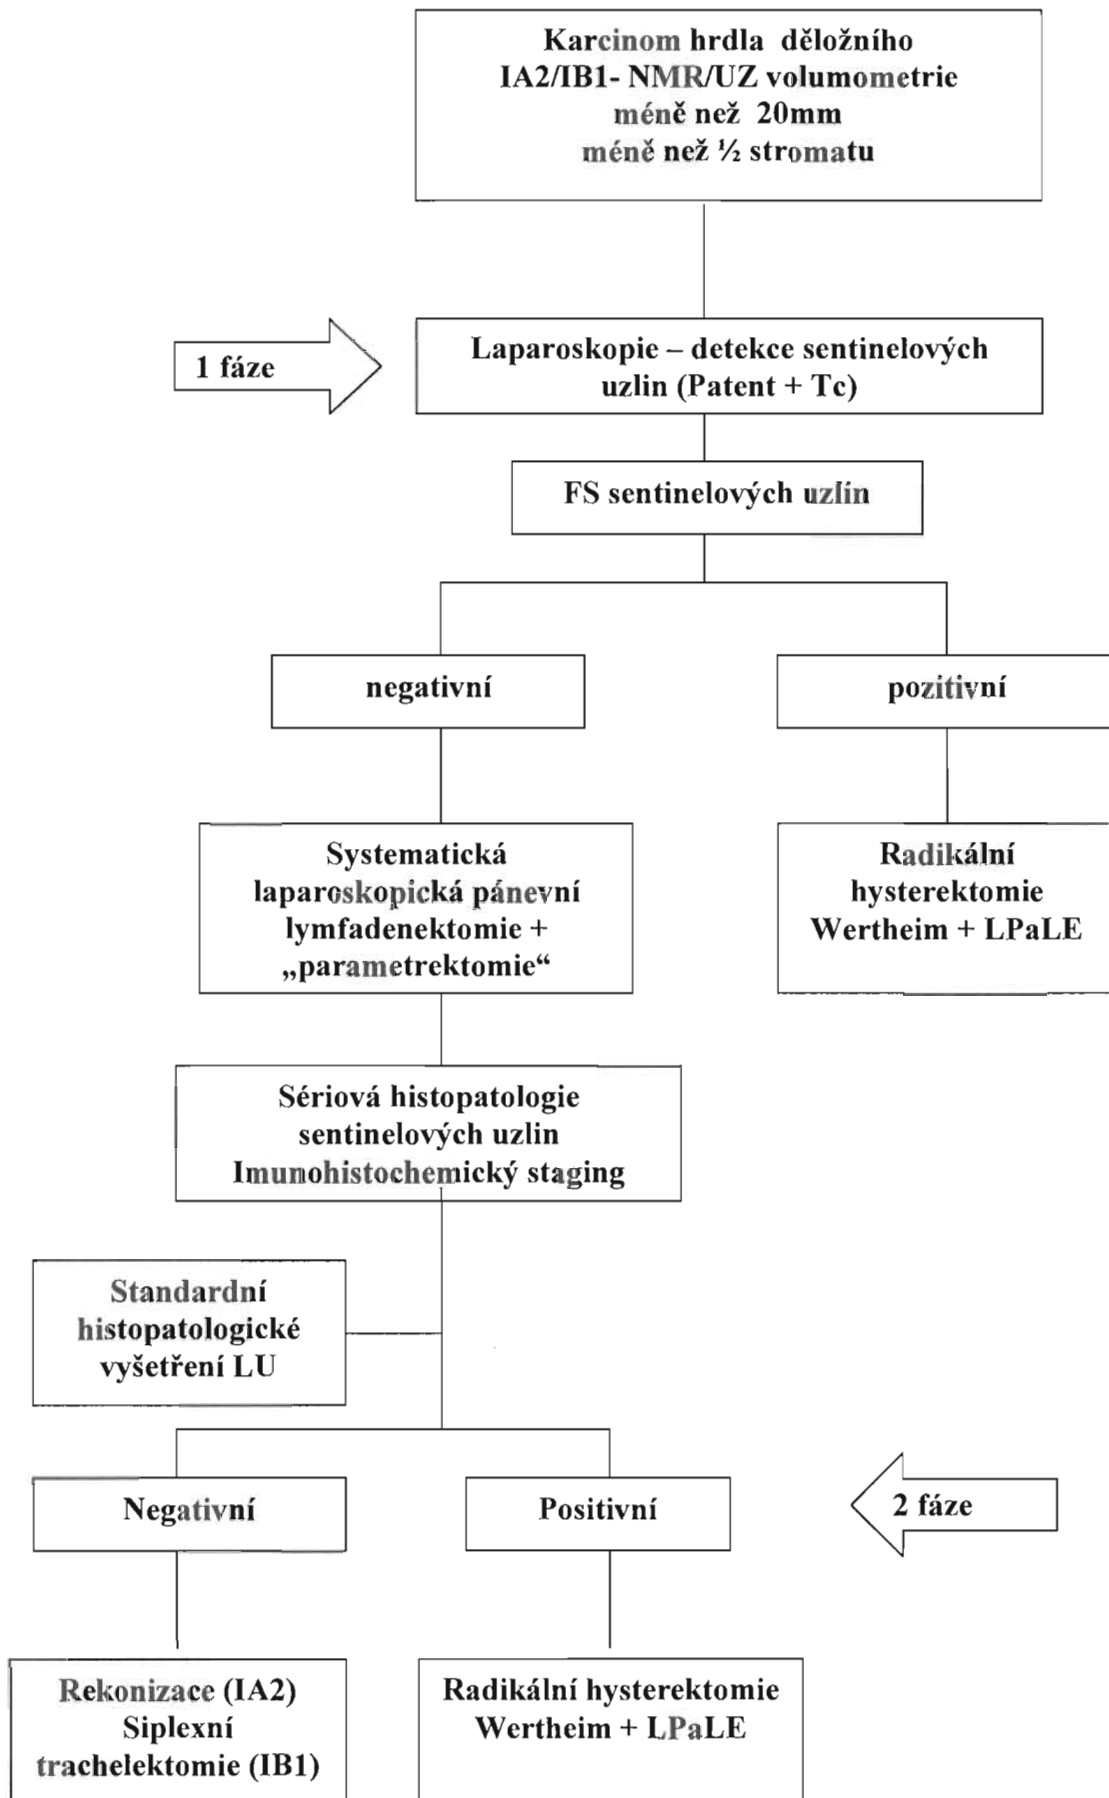 Karcinom hrdla děložního
IA2/IB1- NMR/UZ volumometrie
méně než 20mm
méně než ½ stromatu
1 fáze
Laparoskopie – detekce sentinelových
uzlin (Patent + Tc)
FS sentinelových uzlín
negativní
pozitivní
Systematická
laparoskopická pánevní
lymfadenektomie +
„parametrektomie“
Radikální
hysterektomie
Wertheim + LPaLE
Sériová histopatologie
sentinelových uzlin
Imunohistochemický staging
Standardní
histopatologické
vyšetření LU
Negativní
Positivní
2 fáze
Rekonizace (IA2)
Siplexní
trachelektomie (IB1)
Radikální hysterektomie
Wertheim + LPaLE